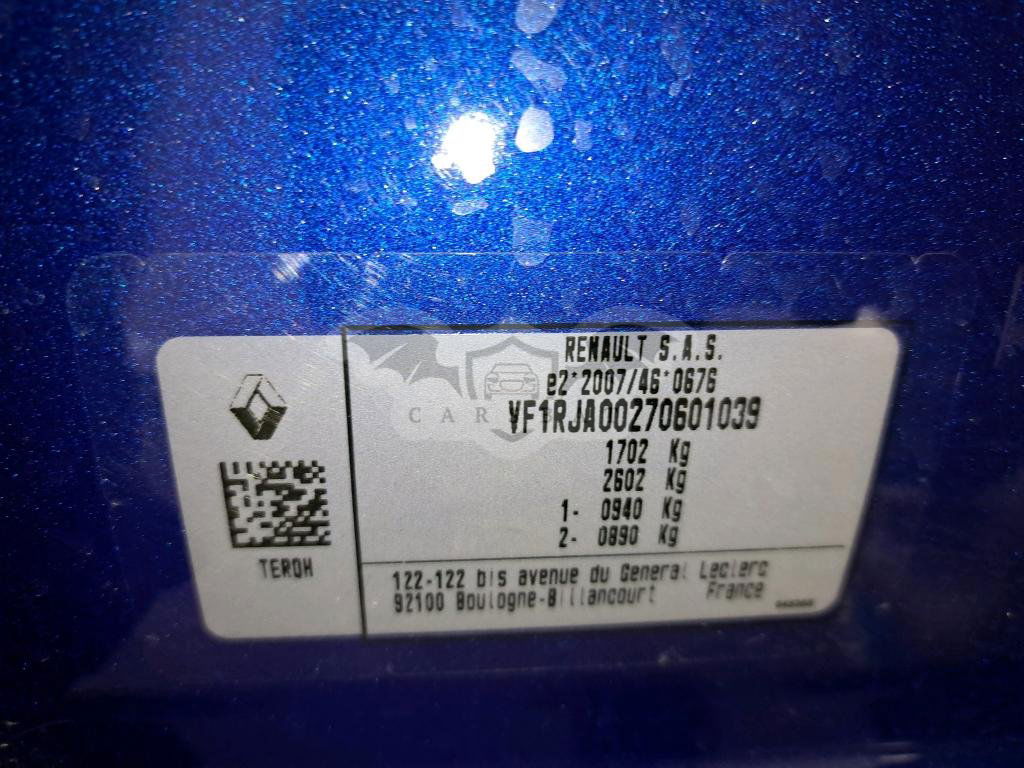 RENAULT S.A.S.
e2*2007/46*0676
VF1RJA00270601039
1702 Kg
2602 Kg
1- 0940 Kg
2- 0890 Kg
TERQH
122-122 bis avenue du General Leclerc
92100 Boulogne-Billancourt France